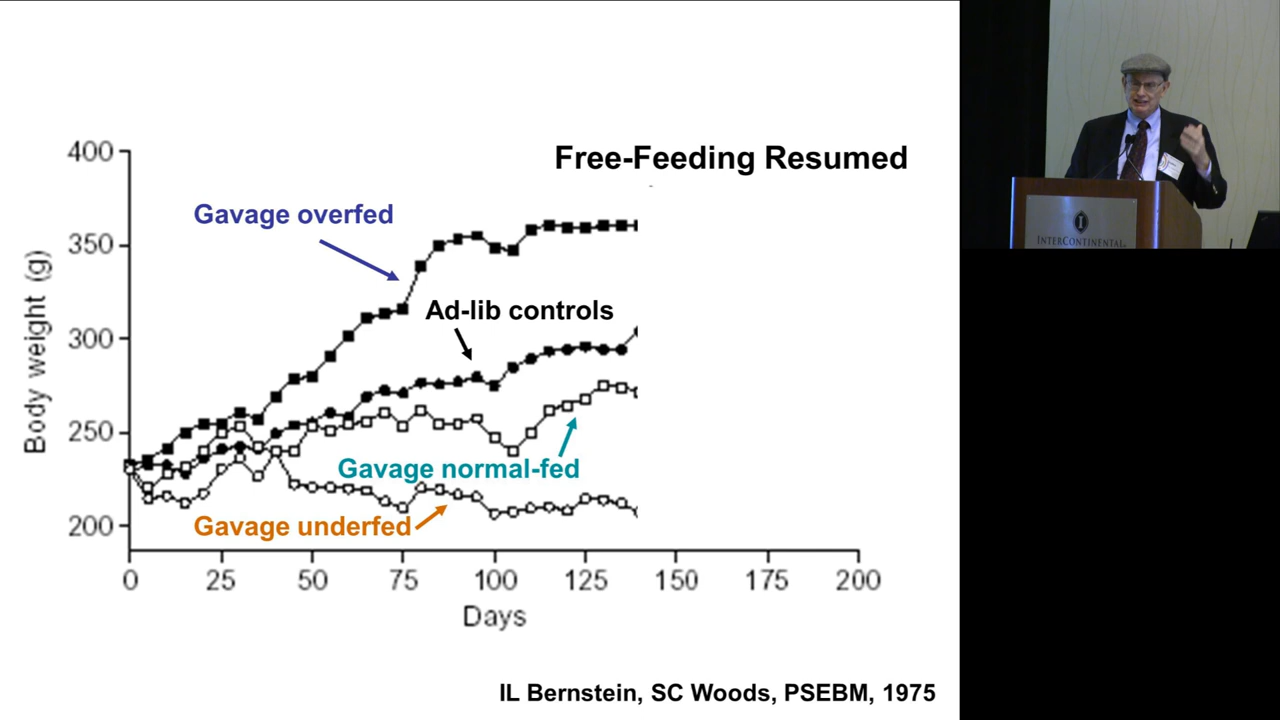 Free-Feeding Resumed
400
350
300
250
200
Body weight (g)
Gavage overfed
Ad-lib controls
Gavage normal-fed
Gavage underfed
0 25 50 75 100 125 150 175 200
Days
IL Bernstein, SC Woods, PSEBM, 1975
I
INTERCONTINENTAL